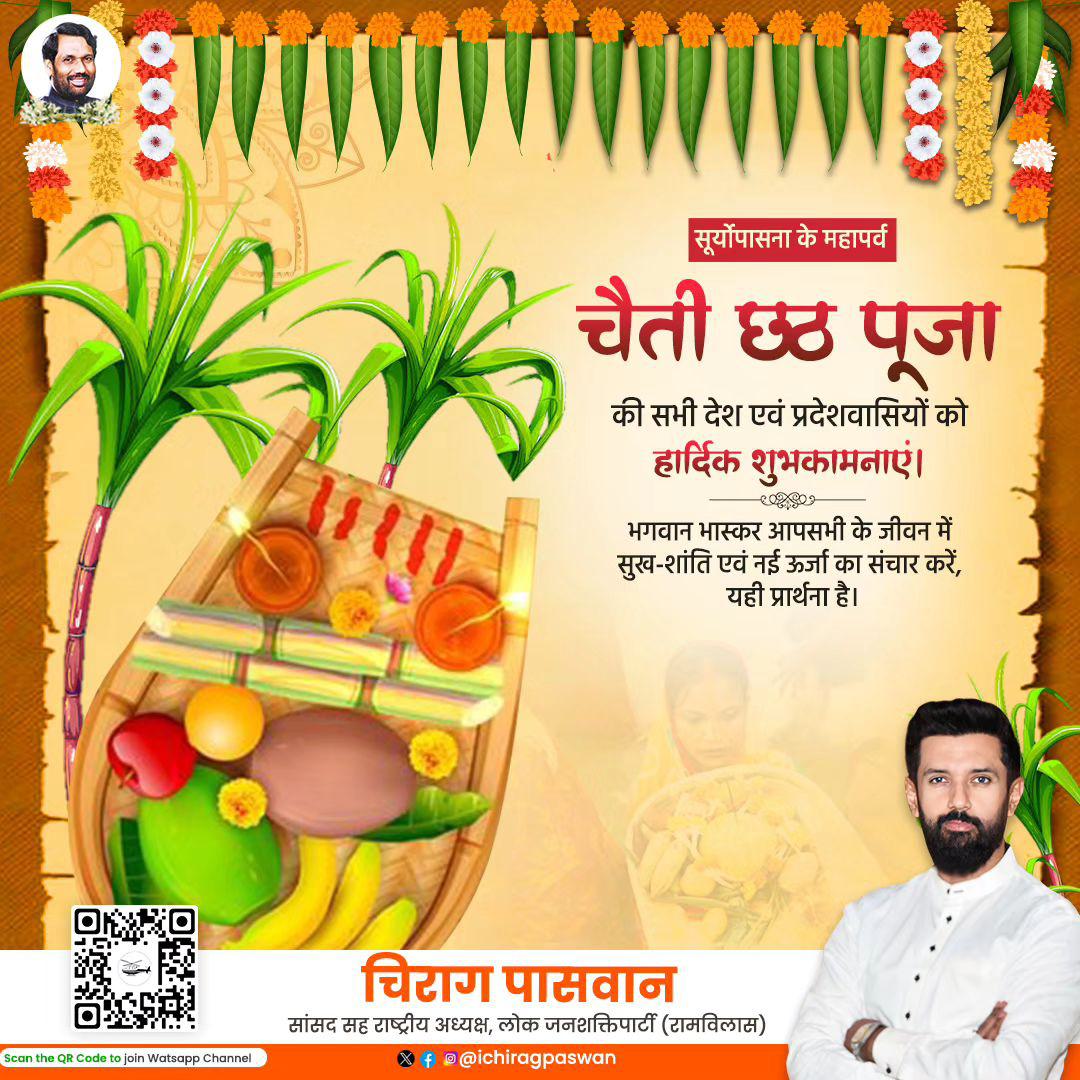 सूर्योपासना के महापर्व
चैती छठ पूजा
की सभी देश एवं प्रदेशवासियों को
हार्दिक शुभकामनाएं।
भगवान भास्कर आपसभी के जीवन में
सुख-शांति एवं नई ऊर्जा का संचार करें,
यही प्रार्थना है।
चिराग पासवान
सांसद सह राष्ट्रीय अध्यक्ष, लोक जनशक्तिपार्टी (रामविलास)
Scan the QR Code to join Watsapp Channel
@ichiragpaswan